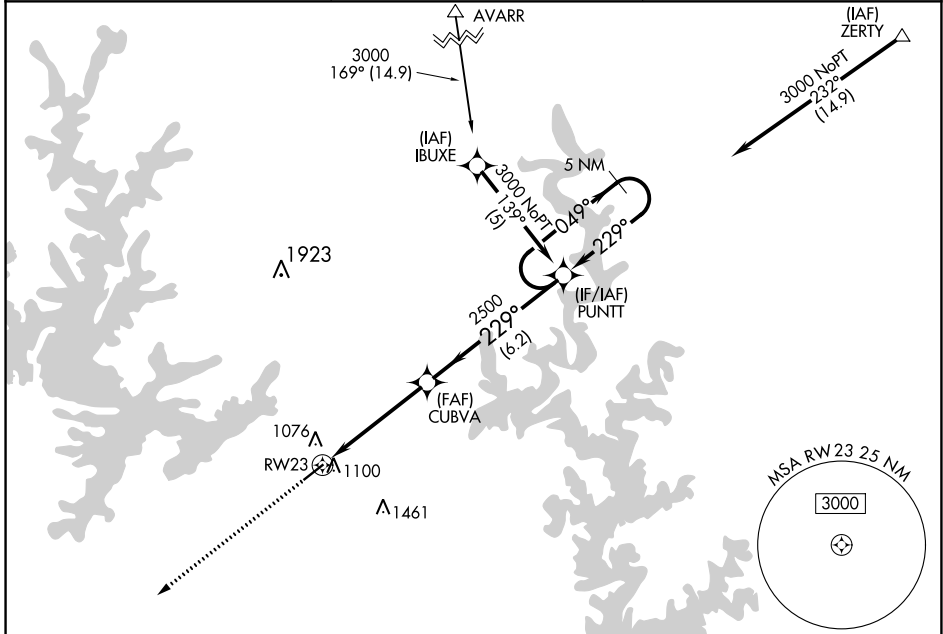 AVARR
3000
169° (14.9)
(IAF)
ZERTY
3000 NoPT
232°
(14.9)
(IAF)
IBUXE
3000 NoPT
139°
(5)
5 NM
049°
229°
1923
(IF/IAF)
PUNTT
2500
229°
(6.2)
(FAF)
CUBVA
1076
RW23
1100
1461
MSA RW 23 25 NM
3000